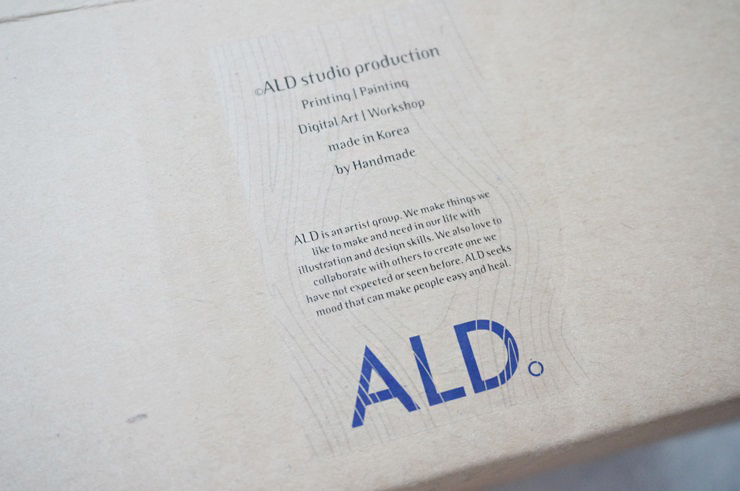 ©ALD studio production
Printing | Painting
Digital Art | Workshop
made in Korea
by Handmade
ALD is an artist group. We make things we
like to make and need in our life with
illustration and design skills. We also love to
collaborate with others to create one we
have not expected or seen before. ALD seeks
mood that can make people easy and heal.
ALD.